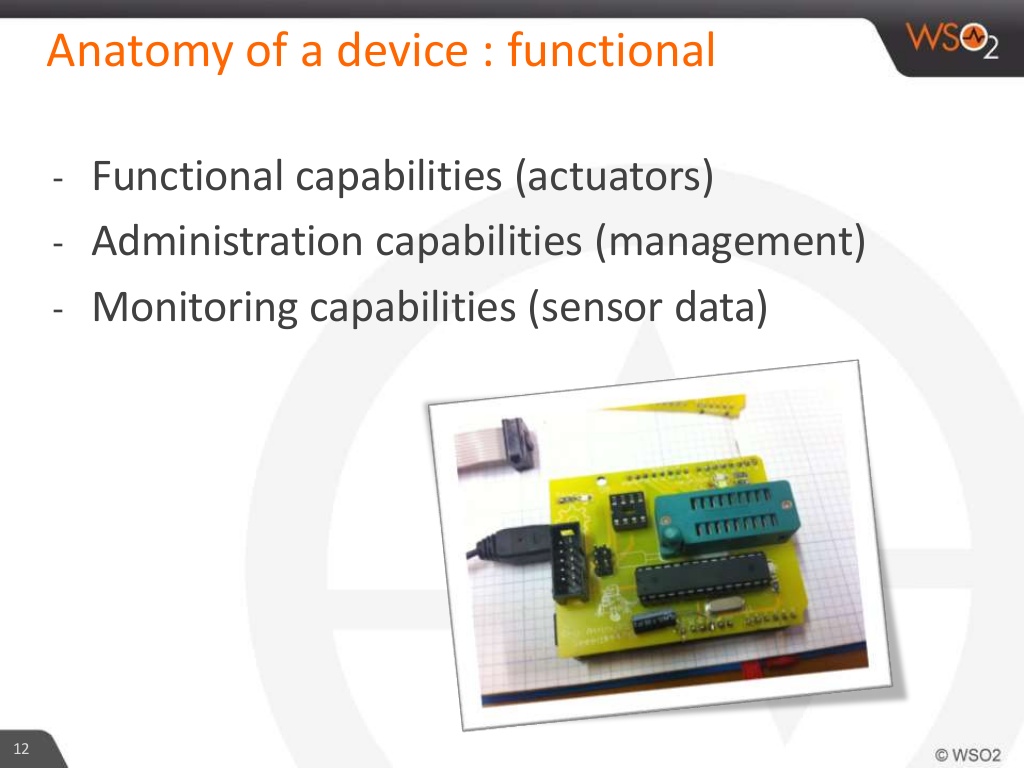 Anatomy of a device : functional
WSO2
- Functional capabilities (actuators)
- Administration capabilities (management)
- Monitoring capabilities (sensor data)
12
© WSO2